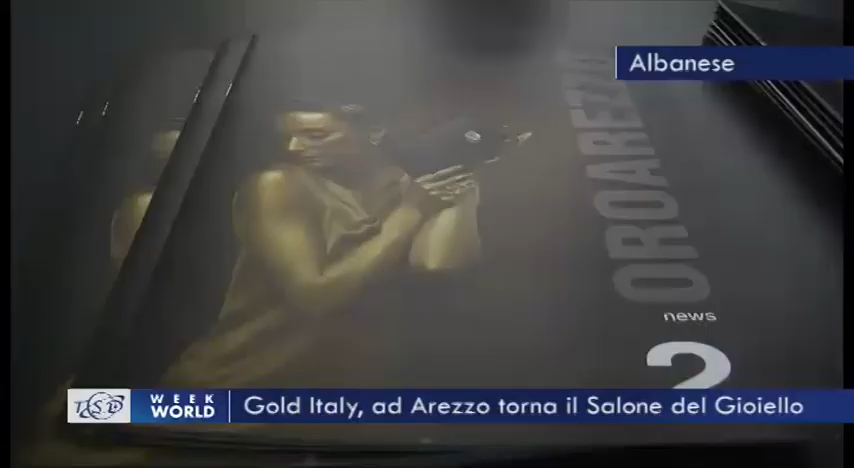 Albanese
OROAREZZO
news
2
WEEK
WORLD
Gold Italy, ad Arezzo torna il Salone del Gioiello